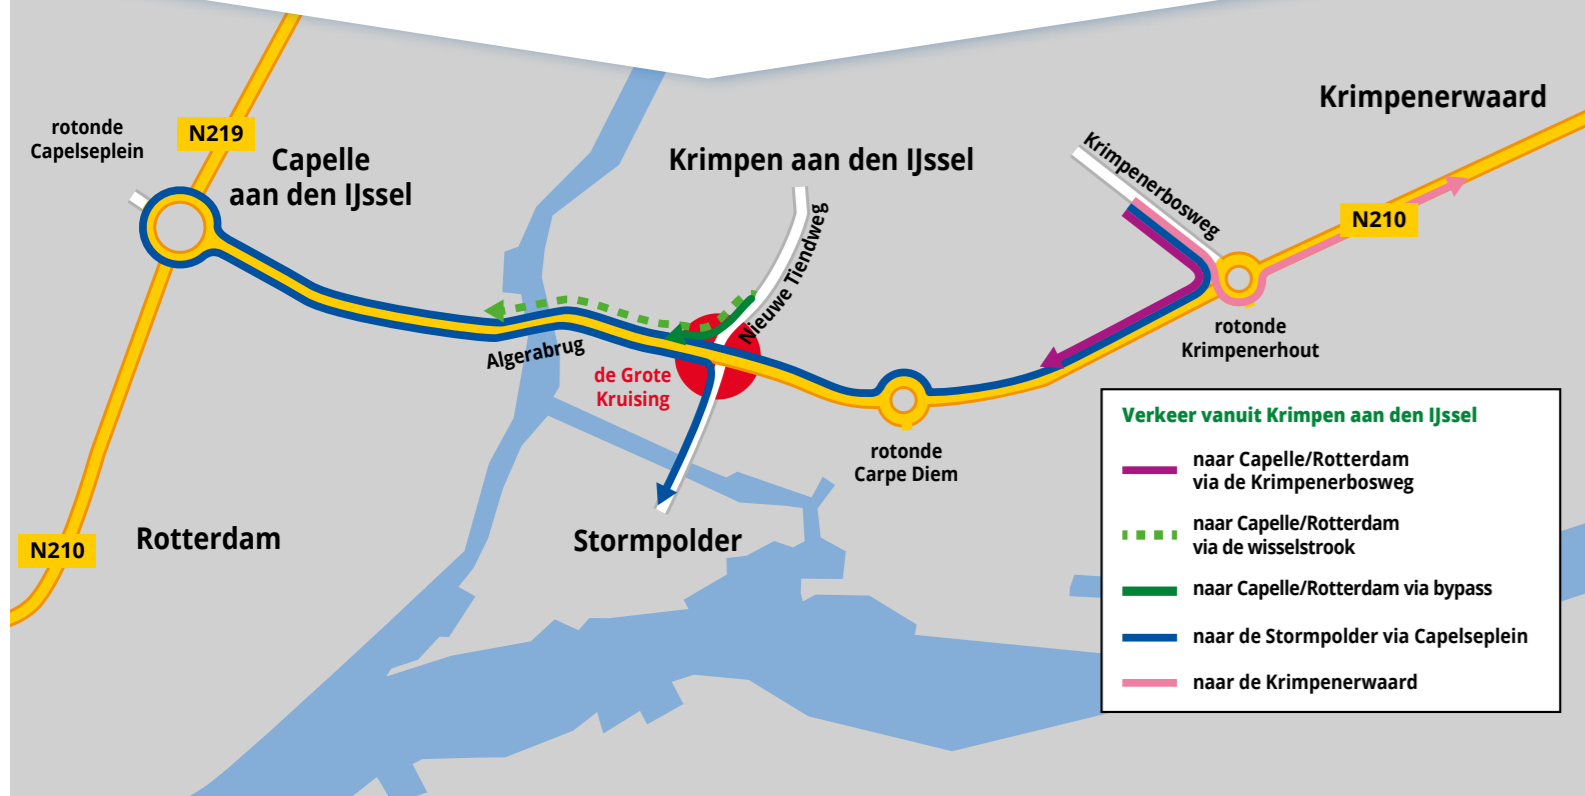 Krimpenerwaard
rotonde
Capelseplein
N219
Capelle
aan den IJssel
Krimpen aan den IJssel
Krimpenerbosweg
N210
Nieuwe Tiendweg
Algerabrug
de Grote
Kruising
rotonde
Krimpenerhout
rotonde
Carpe Diem
Rotterdam
N210
Stormpolder
Verkeer vanuit Krimpen aan den IJssel
naar Capelle/Rotterdam
via de Krimpenerbosweg
naar Capelle/Rotterdam
via de wisselstrook
naar Capelle/Rotterdam via bypass
naar de Stormpolder via Capelseplein
naar de Krimpenerwaard